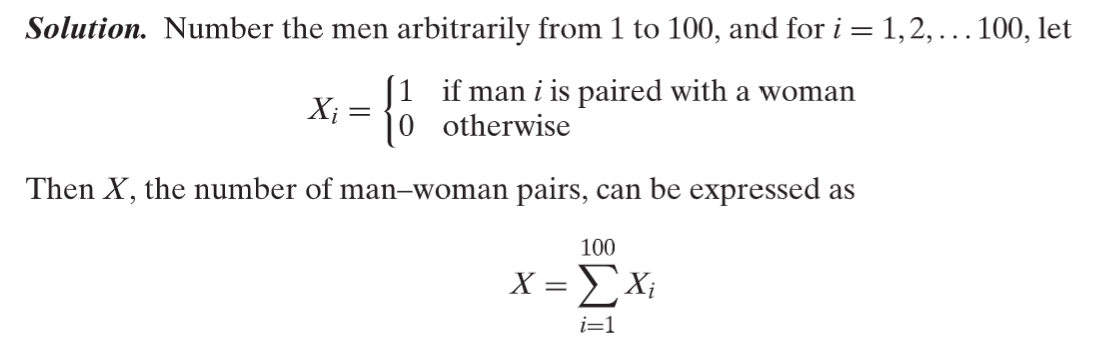 Solution. Number the men arbitrarily from 1 to 100, and for i = 1, 2, ... 100, let
X_i = { 1 if man i is paired with a woman
0 otherwise
Then X, the number of man–woman pairs, can be expressed as
100
X = ∑ X_i
i=1